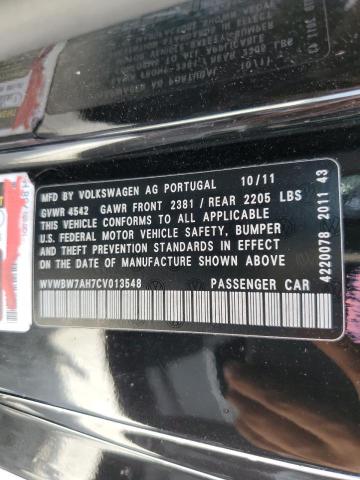 MFD BY VOLKSWAGEN AG PORTUGAL 10/11
GVWR 4542 GAWR FRONT 2381 / REAR 2205 LBS
THIS VEHICLE CONFORMS TO ALL APPLICABLE
U.S. FEDERAL MOTOR VEHICLE SAFETY, BUMPER
AND THEFT PREVENTION STANDARDS IN EFFECT
ON THE DATE OF MANUFACTURE SHOWN ABOVE
WVWBW7AH7CV013548 PASSENGER CAR
4220078 2011 43